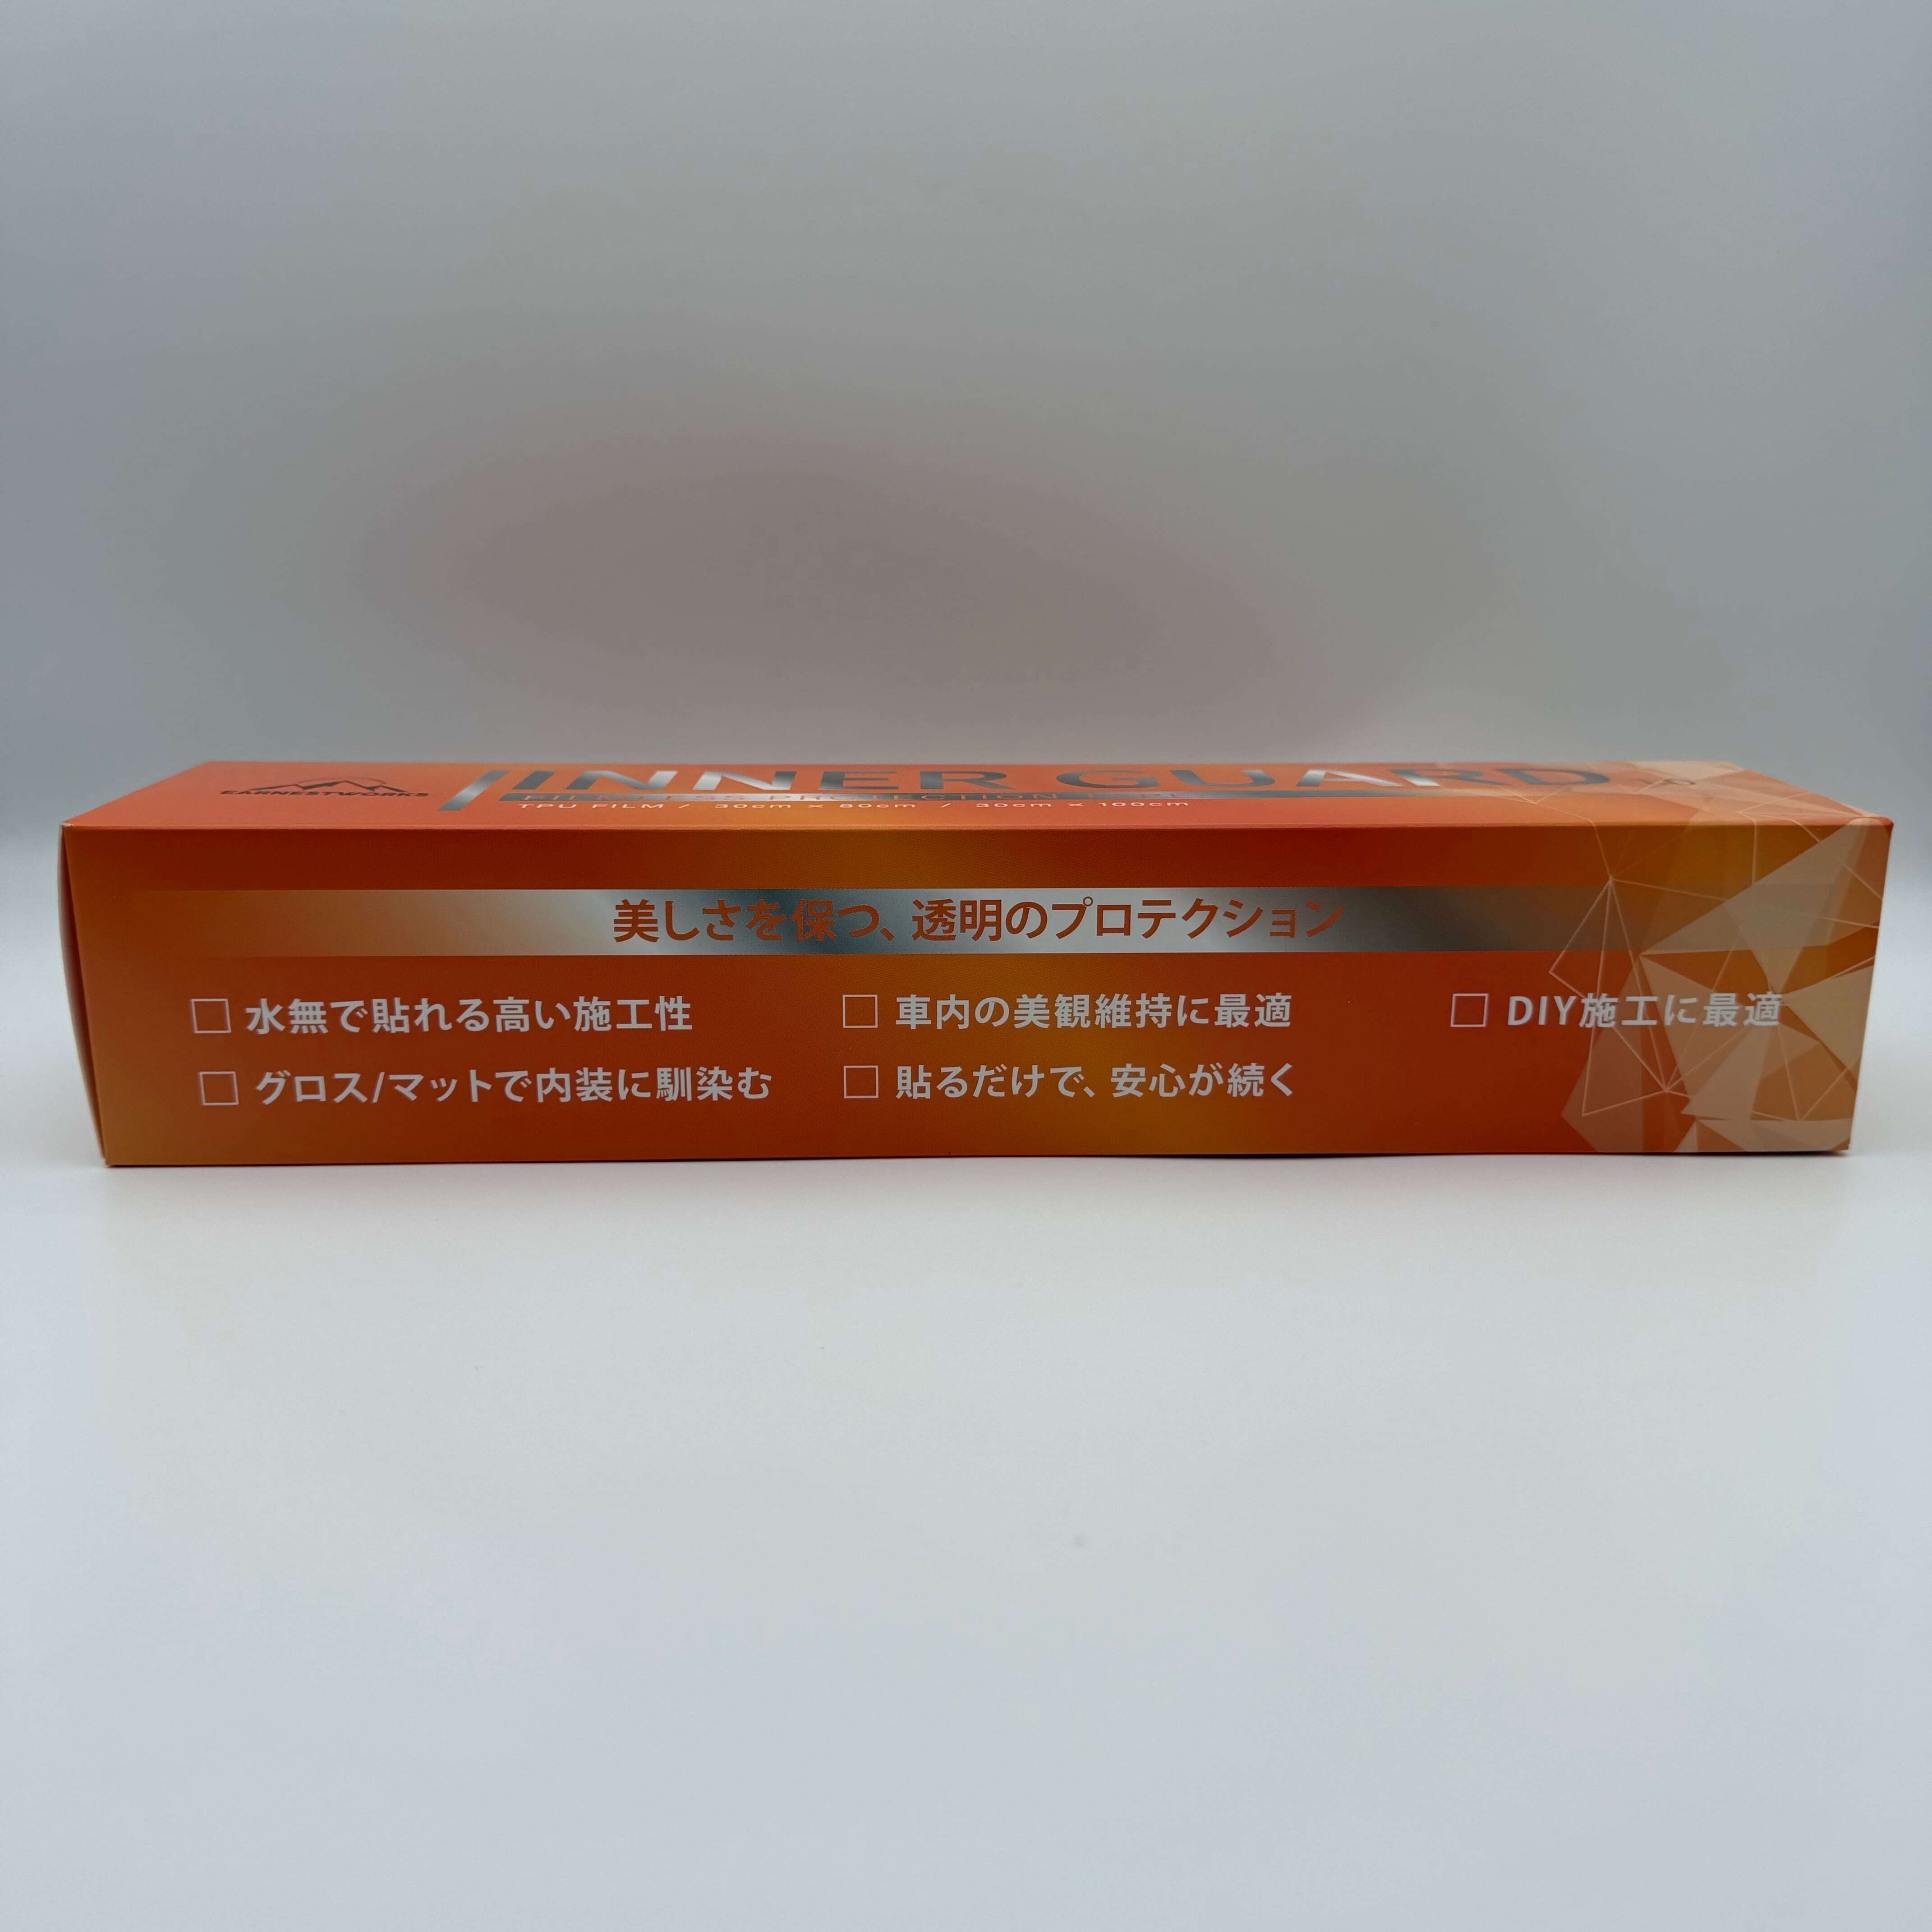 EARNESTWORKS
INNER GUARD
TPU FILM / 30cm × 80cm / 30cm × 100cm
美しさを保つ、透明のプロテクション
□ 水無で貼れる高い施工性
□ 車内の美観維持に最適
□ DIY施工に最適
□ グロス/マットで内装に馴染む
□ 貼るだけで、安心が続く